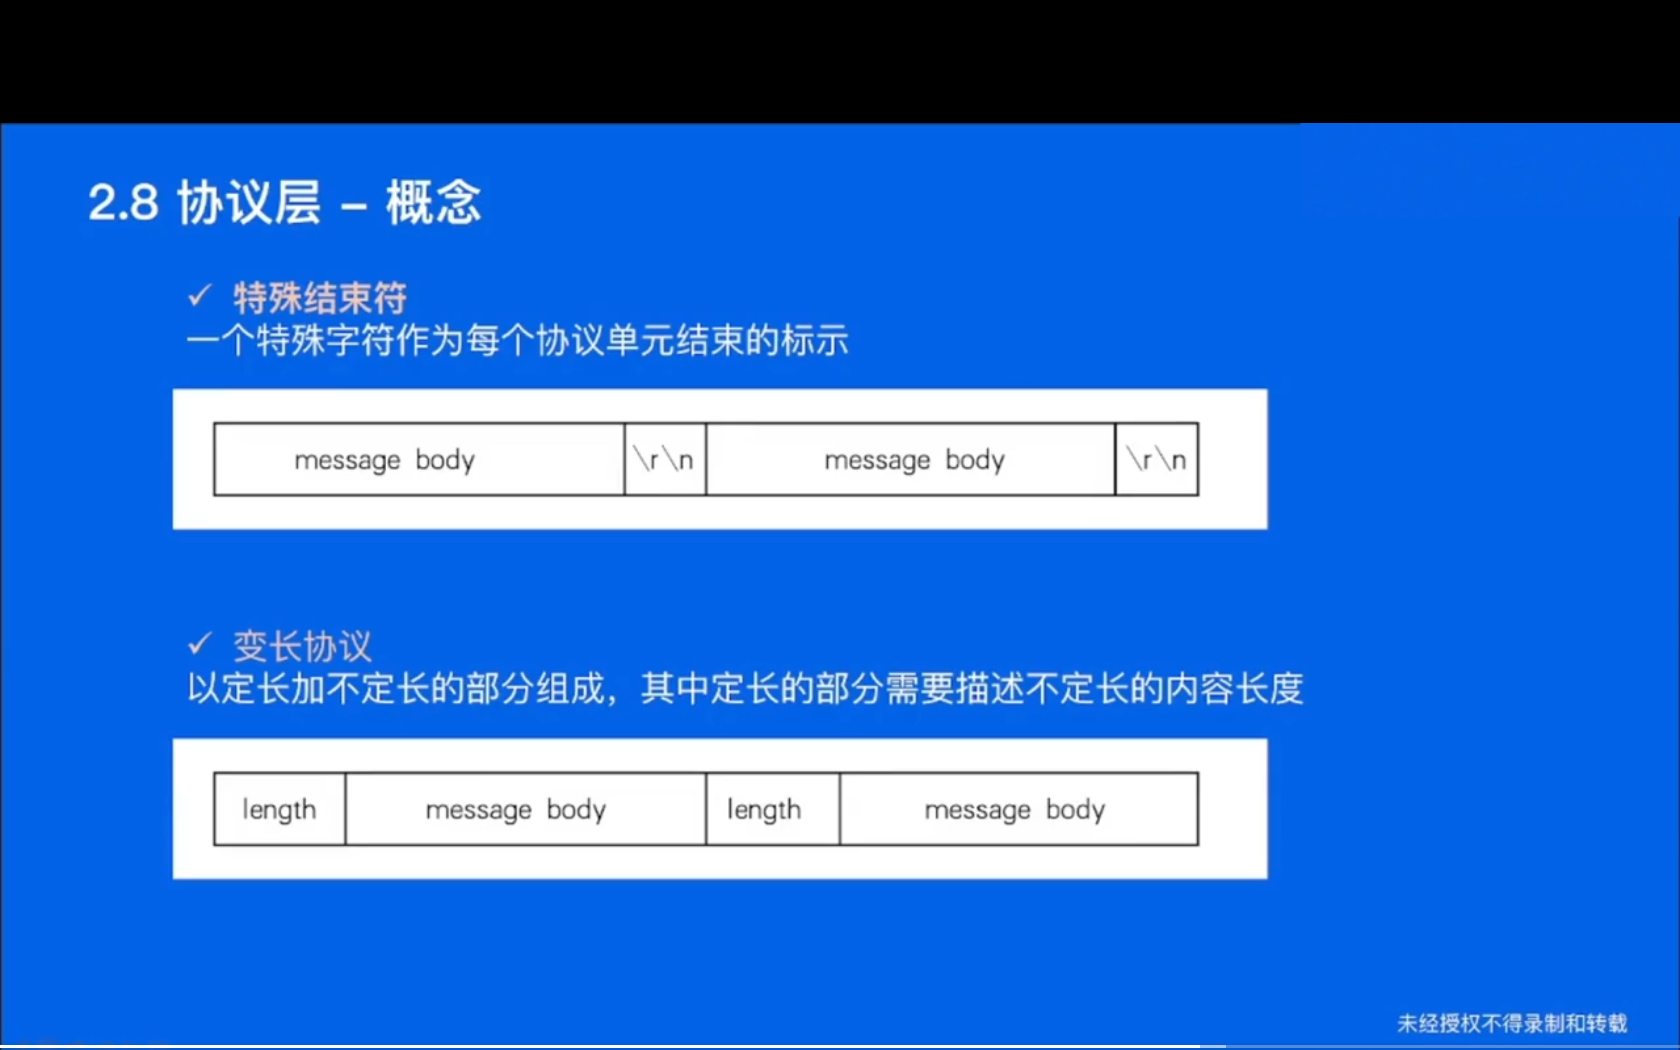 2.8 协议层 – 概念
✓ 特殊结束符
一个特殊字符作为每个协议单元结束的标示
message body \r\n message body \r\n
✓ 变长协议
以定长加不定长的部分组成，其中定长的部分需要描述不定长的内容长度
length message body length message body
未经授权不得录制和转载